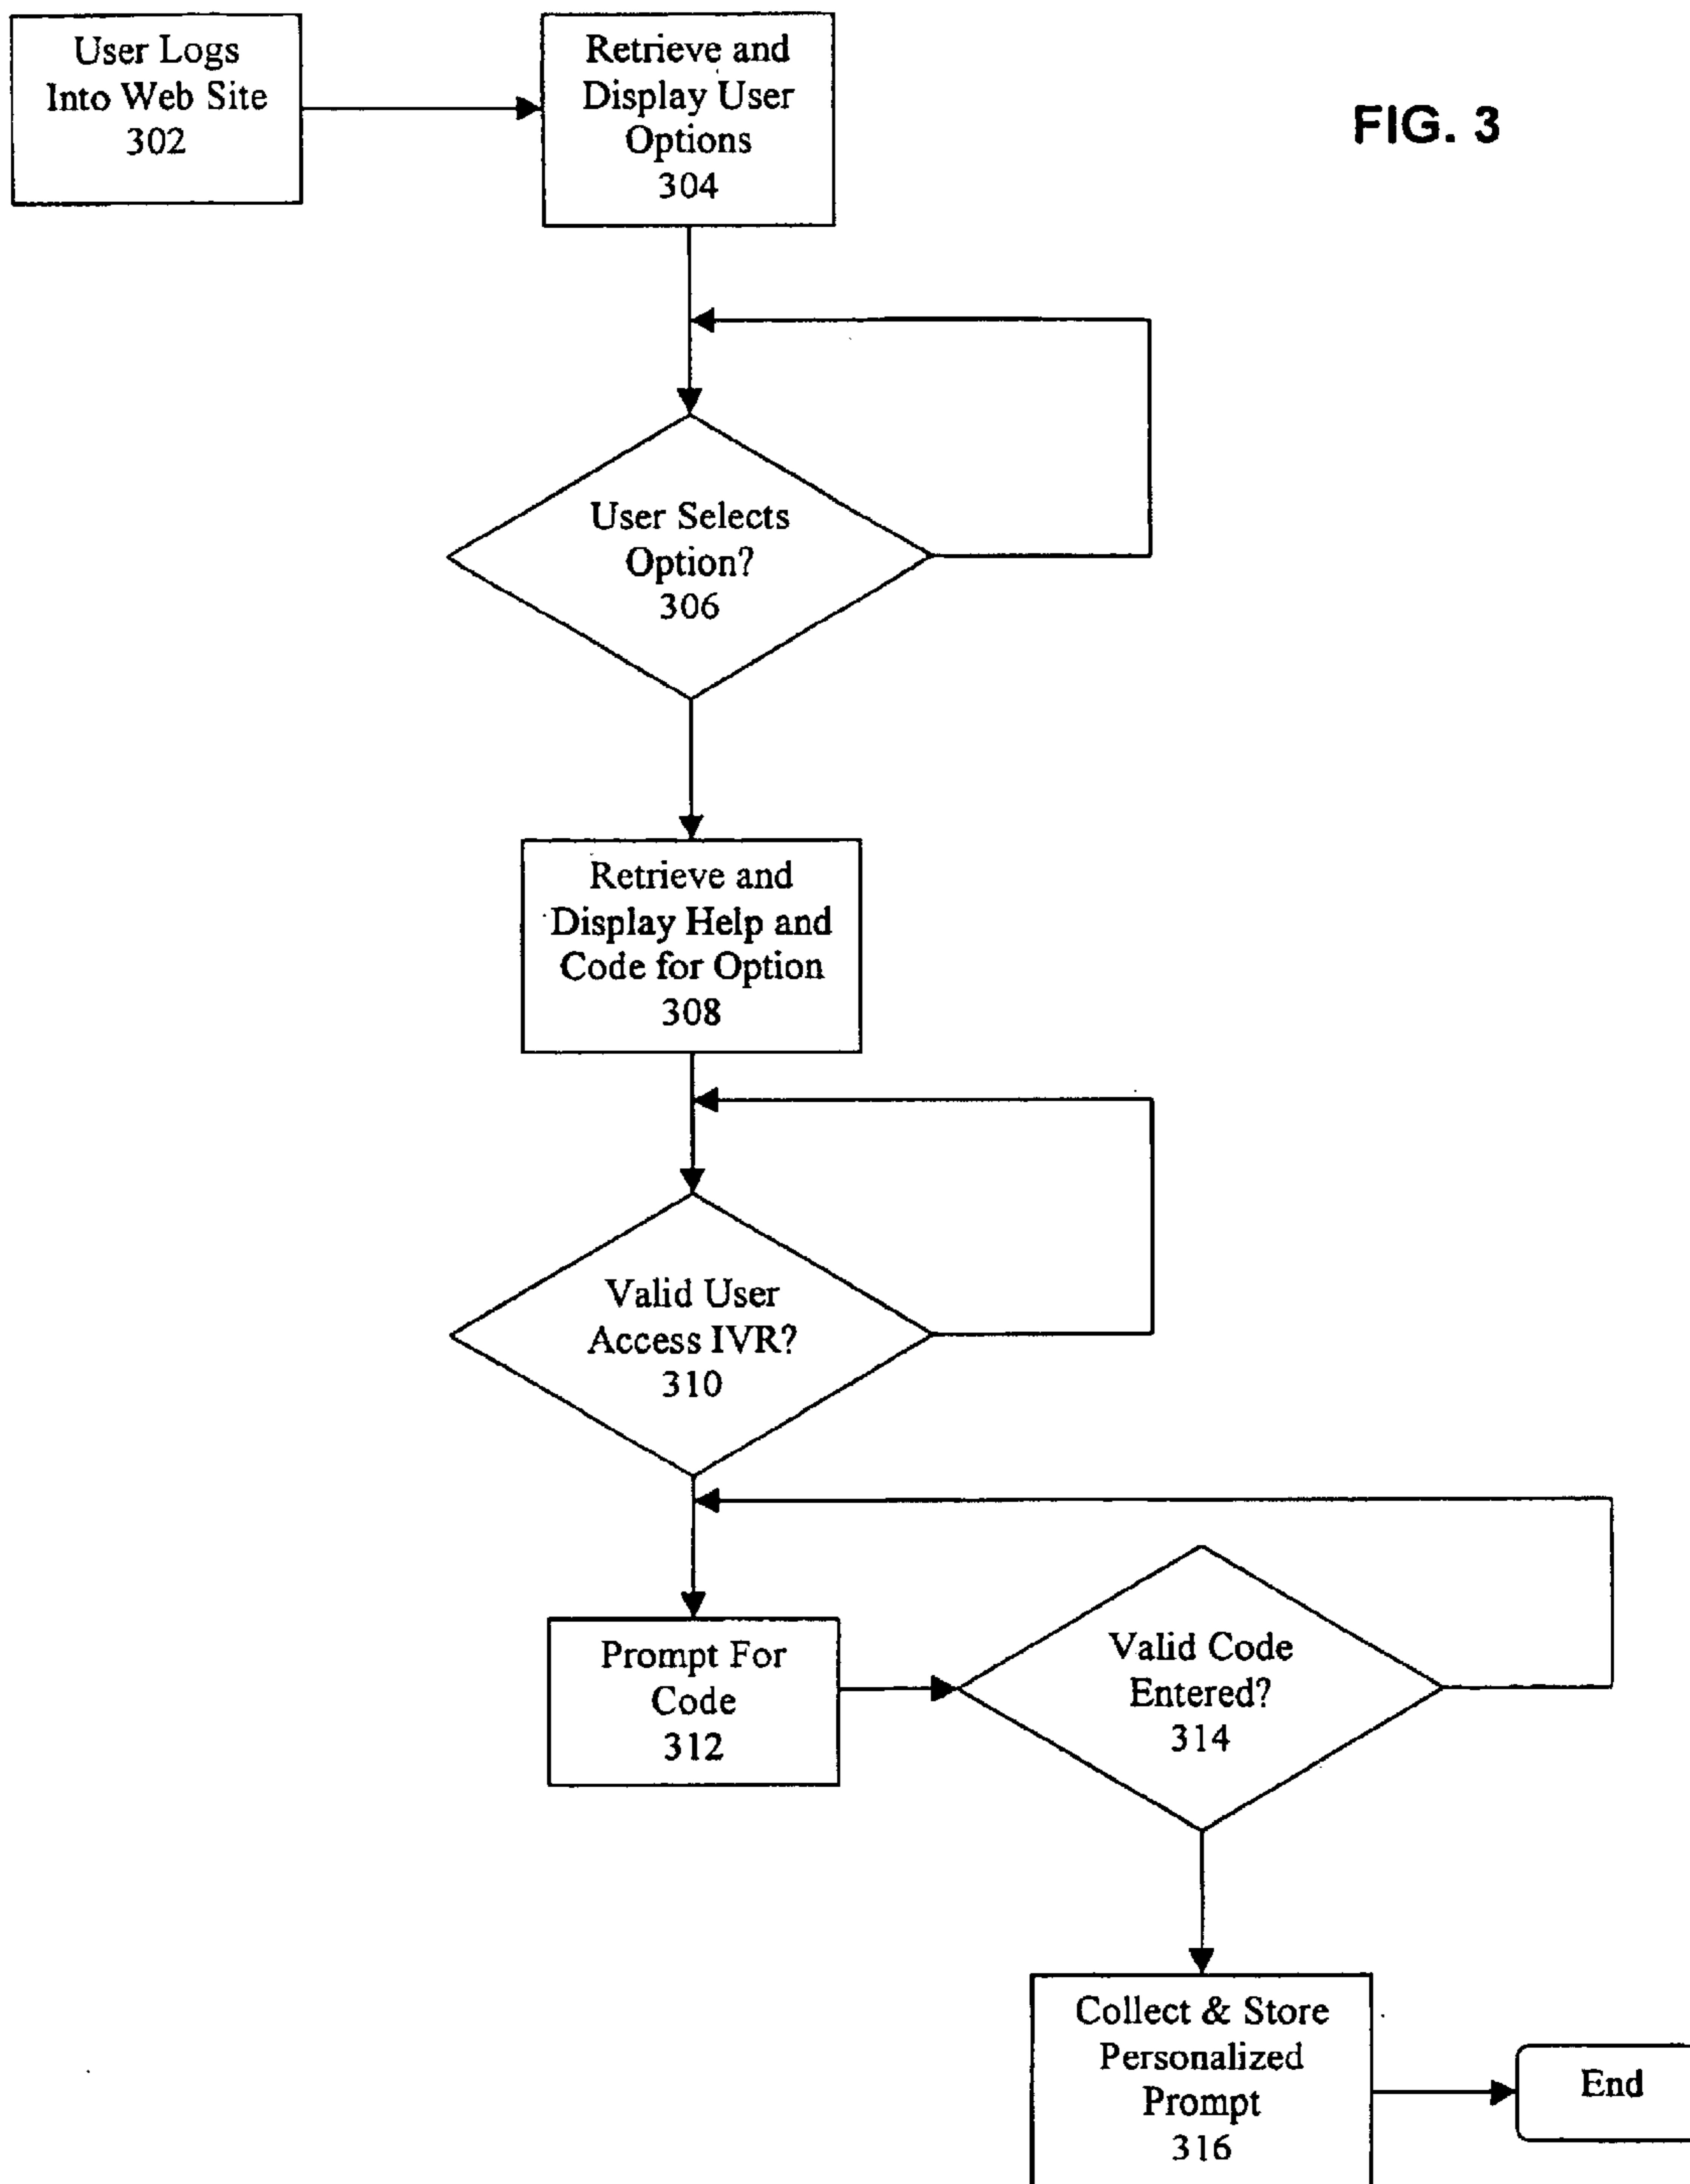 User Logs
Into Web Site
302
Retrieve and
Display User
Options
304
FIG. 3
User Selects
Option?
306
Retrieve and
Display Help and
Code for Option
308
Valid User
Access IVR?
310
Prompt For
Code
312
Valid Code
Entered?
314
Collect & Store
Personalized
Prompt
316
End